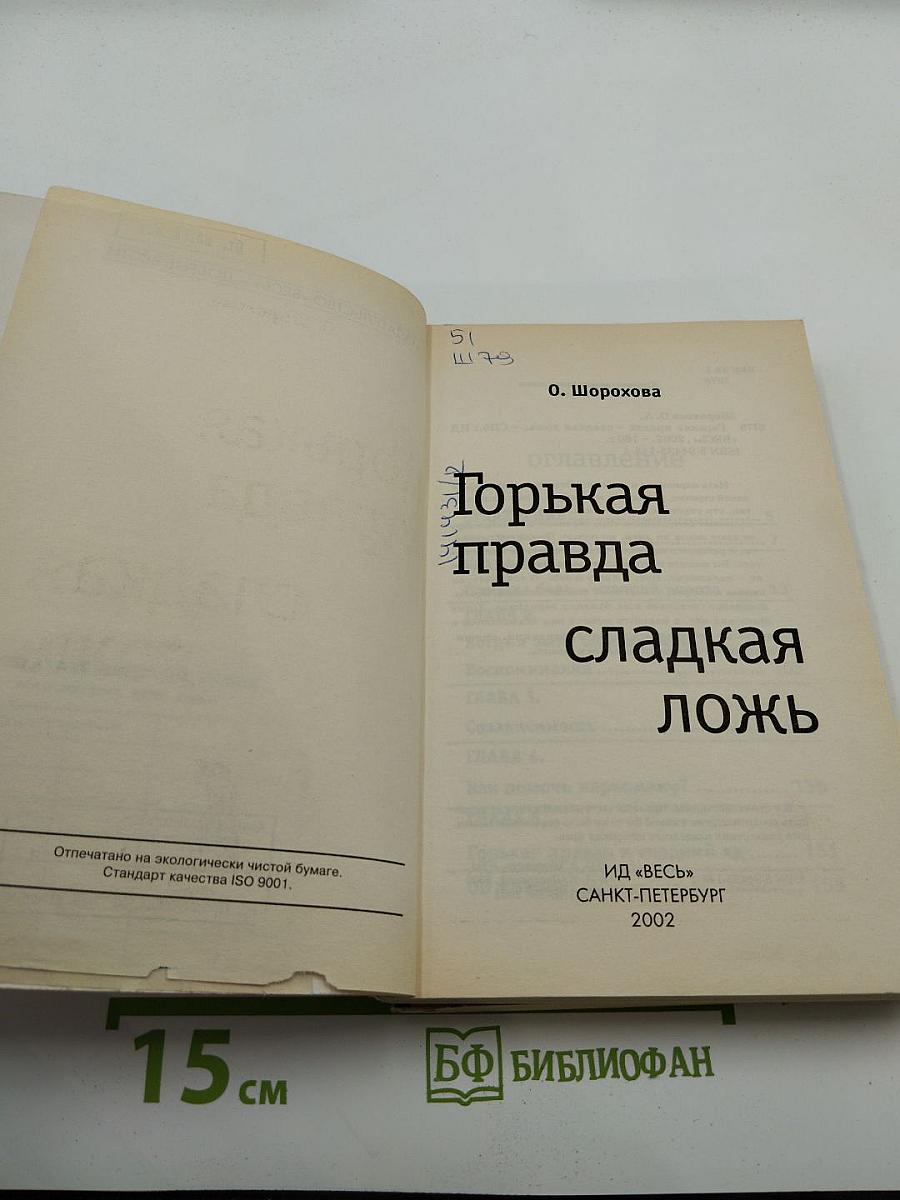 Отпечатано на экологически чистой бумаге.
Стандарт качества ISO 9001.
51
Ш79
О. Шорохова
Горькая
правда
сладкая
ложь
ИД «ВЕСЬ»
САНКТ-ПЕТЕРБУРГ
2002
15 см
БФ БИБЛИОФАН